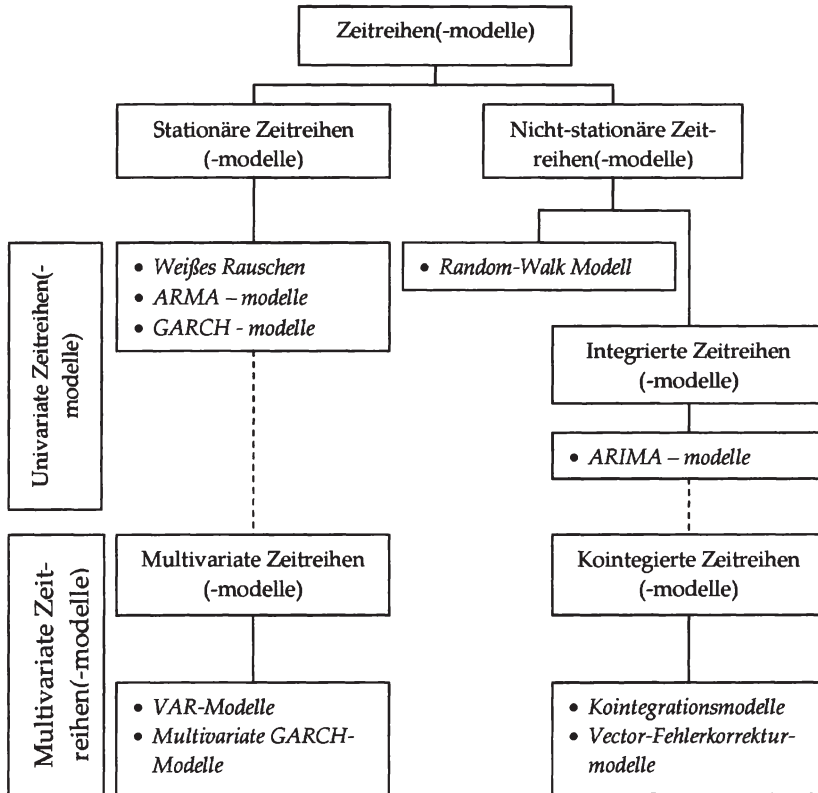 Zeitreihen(-modelle)
Stationäre Zeitreihen
(-modelle)
Nicht-stationäre Zeit-
reihen(-modelle)
Univariate Zeitreihen(-
modelle)
• Weißes Rauschen
• ARMA – modelle
• GARCH - modelle
• Random-Walk Modell
Integrierte Zeitreihen
(-modelle)
• ARIMA – modelle
Multivariate Zeit-
reihen(-modelle)
Multivariate Zeitreihen
(-modelle)
Kointegierte Zeitreihen
(-modelle)
• VAR-Modelle
• Multivariate GARCH-
Modelle
• Kointegrationsmodelle
• Vector-Fehlerkorrektur-
modelle